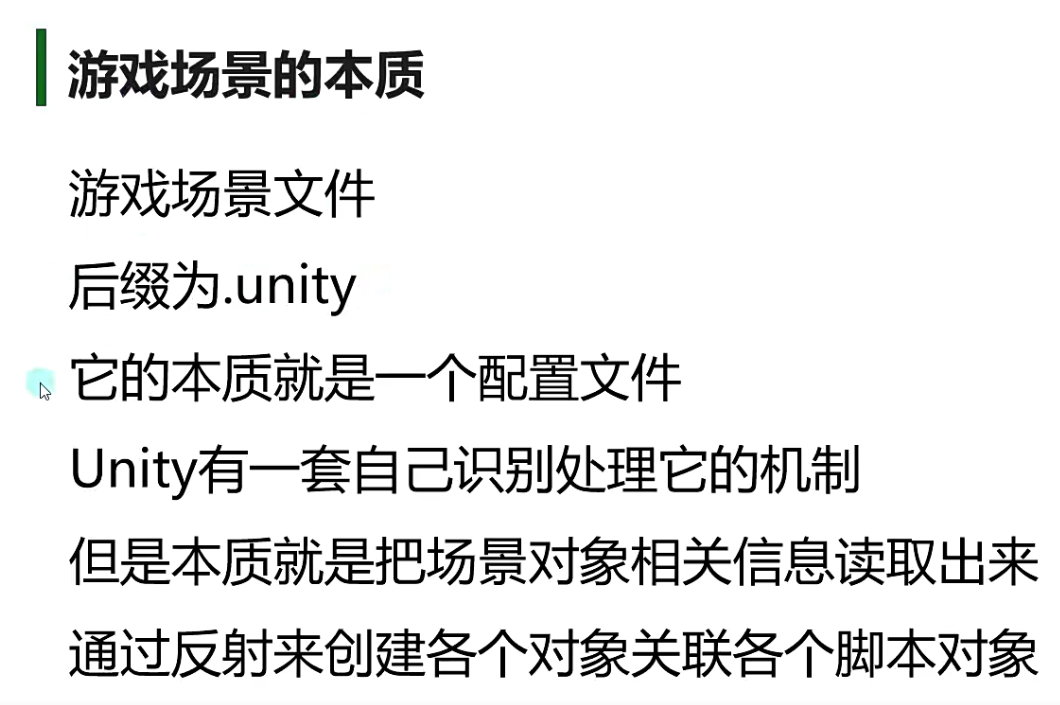 游戏场景的本质
游戏场景文件
后缀为.unity
它的本质就是一个配置文件
Unity有一套自己识别处理它的机制
但是本质就是把场景对象相关信息读取出来
通过反射来创建各个对象关联各个脚本对象